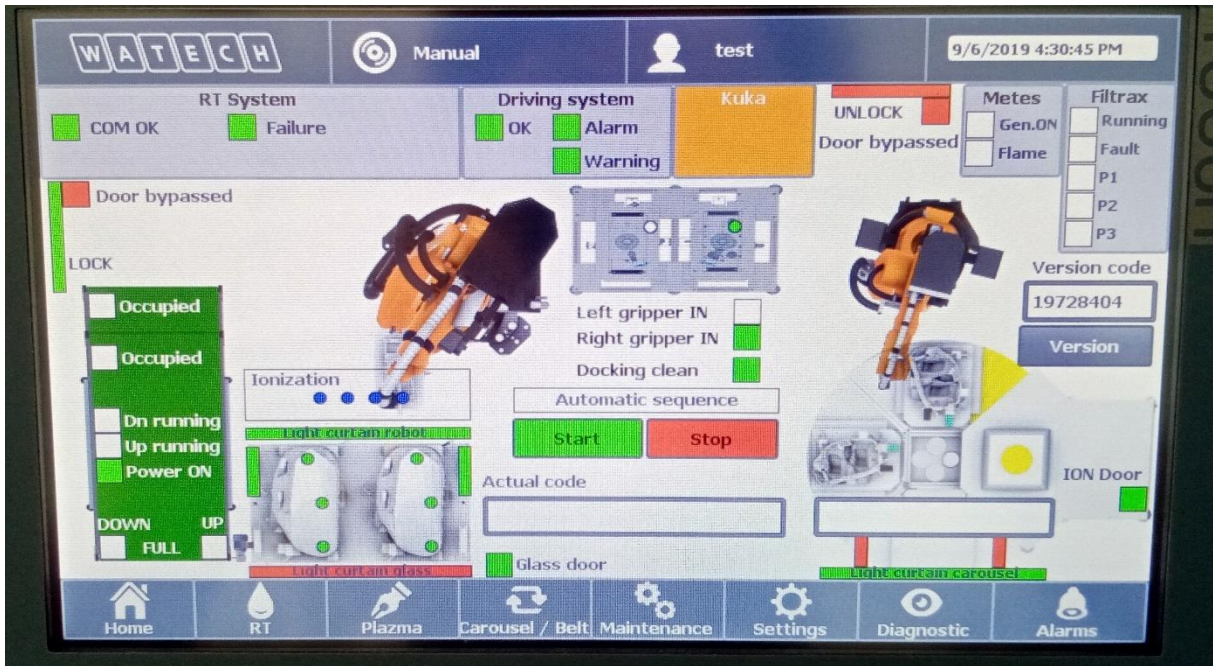 WATECH
Manual
test
9/6/2019 4:30:45 PM
RT System
COM OK
Failure
Driving system
OK
Alarm
Warning
Kuka
UNLOCK
Door bypassed
Metes
Gen.ON
Flame
Filtrax
Running
Fault
P1
P2
P3
Door bypassed
LOCK
Occupied
Occupied
Dn running
Up running
Power ON
DOWN
UP
FULL
Ionization
Light curtain robot
Light curtain glass
Left gripper IN
Right gripper IN
Docking clean
Automatic sequence
Start
Stop
Actual code
Glass door
Version code
19728404
Version
ION Door
Light curtain carousel
Home
RT
Plazma
Carousel / Belt
Maintenance
Settings
Diagnostic
Alarms